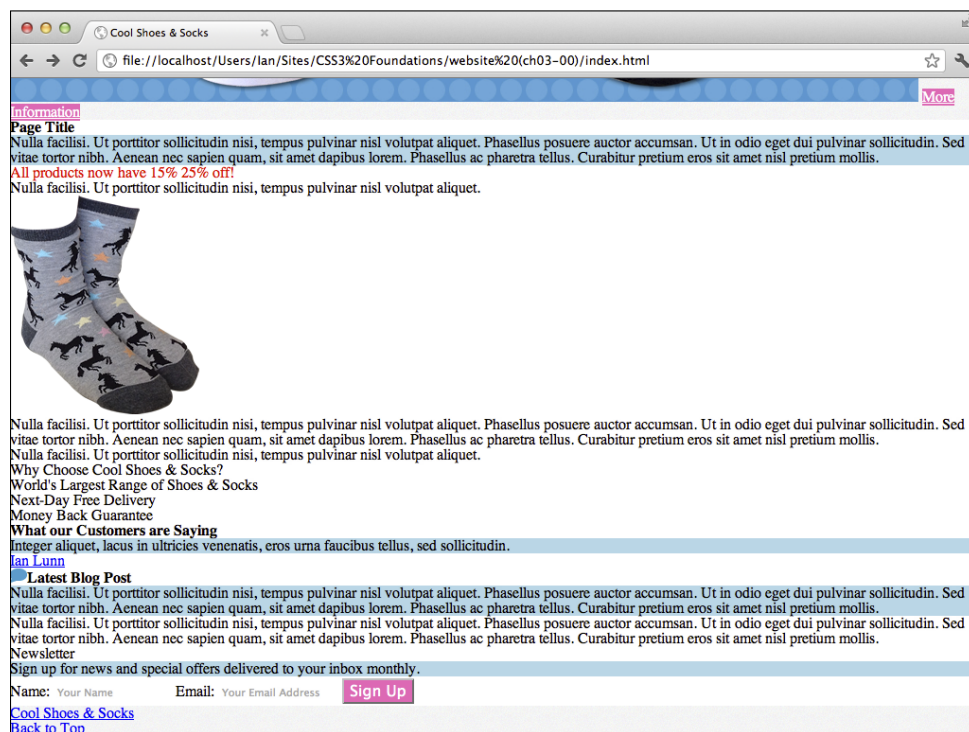 Cool Shoes & Socks
file://localhost/Users/Ian/Sites/CSS3%20Foundations/website%20(ch03-00)/index.html
More
Information
Page Title
Nulla facilisi. Ut porttitor sollicitudin nisi, tempus pulvinar nisl volutpat aliquet. Phasellus posuere auctor accumsan. Ut in odio eget dui pulvinar sollicitudin. Sed
vitae tortor nibh. Aenean nec sapien quam, sit amet dapibus lorem. Phasellus ac pharetra tellus. Curabitur pretium eros sit amet nisl pretium mollis.
All products now have 15% 25% off!
Nulla facilisi. Ut porttitor sollicitudin nisi, tempus pulvinar nisl volutpat aliquet.
Nulla facilisi. Ut porttitor sollicitudin nisi, tempus pulvinar nisl volutpat aliquet. Phasellus posuere auctor accumsan. Ut in odio eget dui pulvinar sollicitudin. Sed
vitae tortor nibh. Aenean nec sapien quam, sit amet dapibus lorem. Phasellus ac pharetra tellus. Curabitur pretium eros sit amet nisl pretium mollis.
Nulla facilisi. Ut porttitor sollicitudin nisi, tempus pulvinar nisl volutpat aliquet.
Why Choose Cool Shoes & Socks?
World's Largest Range of Shoes & Socks
Next-Day Free Delivery
Money Back Guarantee
What our Customers are Saying
Integer aliquet, lacus in ultricies venenatis, eros urna faucibus tellus, sed sollicitudin.
Ian Lunn
Latest Blog Post
Nulla facilisi. Ut porttitor sollicitudin nisi, tempus pulvinar nisl volutpat aliquet. Phasellus posuere auctor accumsan. Ut in odio eget dui pulvinar sollicitudin. Sed
vitae tortor nibh. Aenean nec sapien quam, sit amet dapibus lorem. Phasellus ac pharetra tellus. Curabitur pretium eros sit amet nisl pretium mollis.
Nulla facilisi. Ut porttitor sollicitudin nisi, tempus pulvinar nisl volutpat aliquet. Phasellus posuere auctor accumsan. Ut in odio eget dui pulvinar sollicitudin. Sed
vitae tortor nibh. Aenean nec sapien quam, sit amet dapibus lorem. Phasellus ac pharetra tellus. Curabitur pretium eros sit amet nisl pretium mollis.
Newsletter
Sign up for news and special offers delivered to your inbox monthly.
Name: Your Name Email: Your Email Address Sign Up
Cool Shoes & Socks
Back to Top